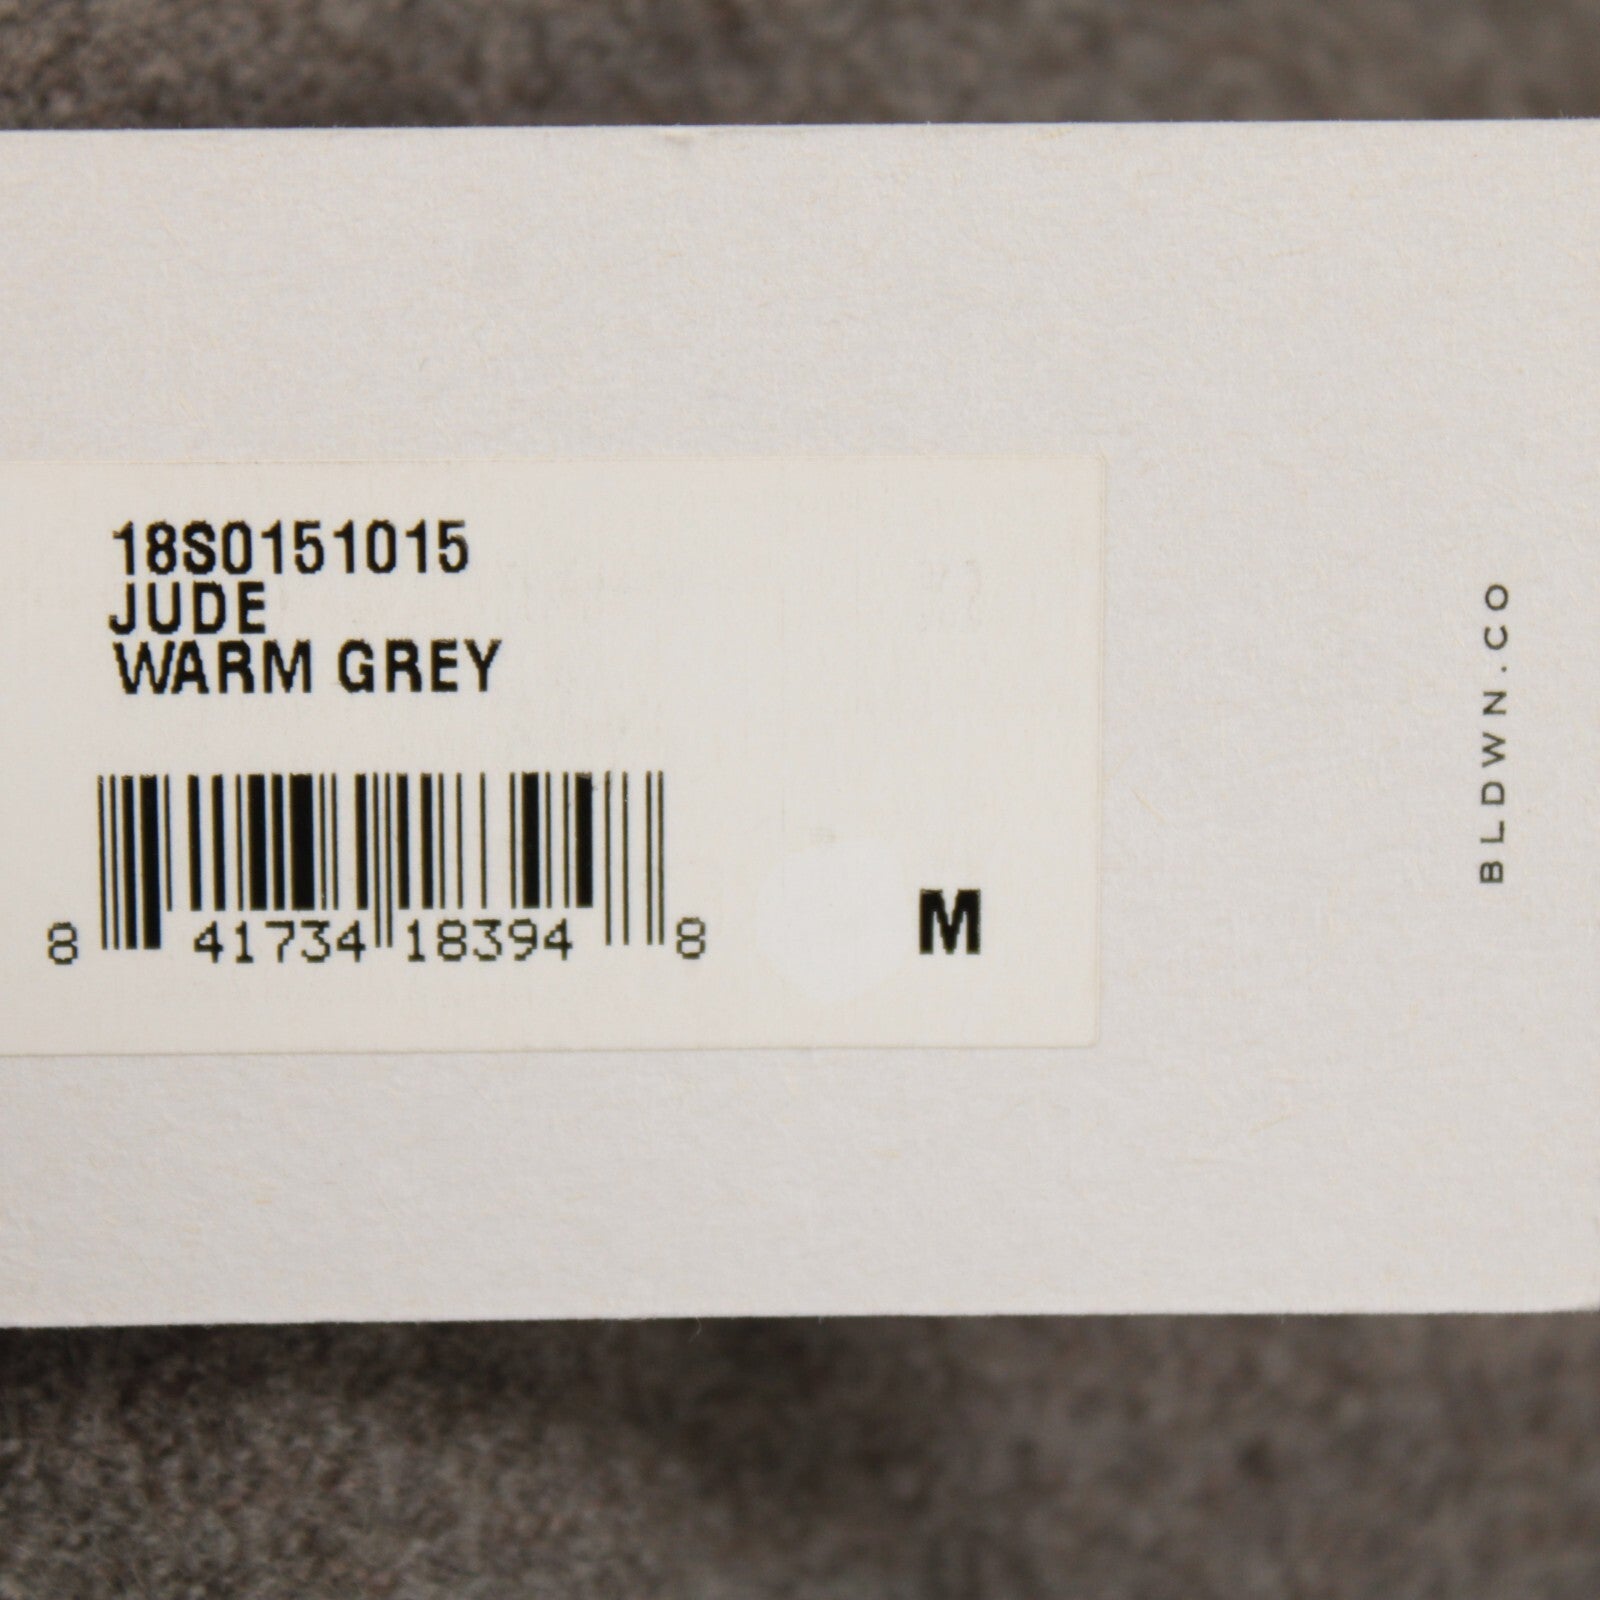 18S0151015
JUDE
WARM GREY
8 41734 18394 8
M
BLDWN.CO